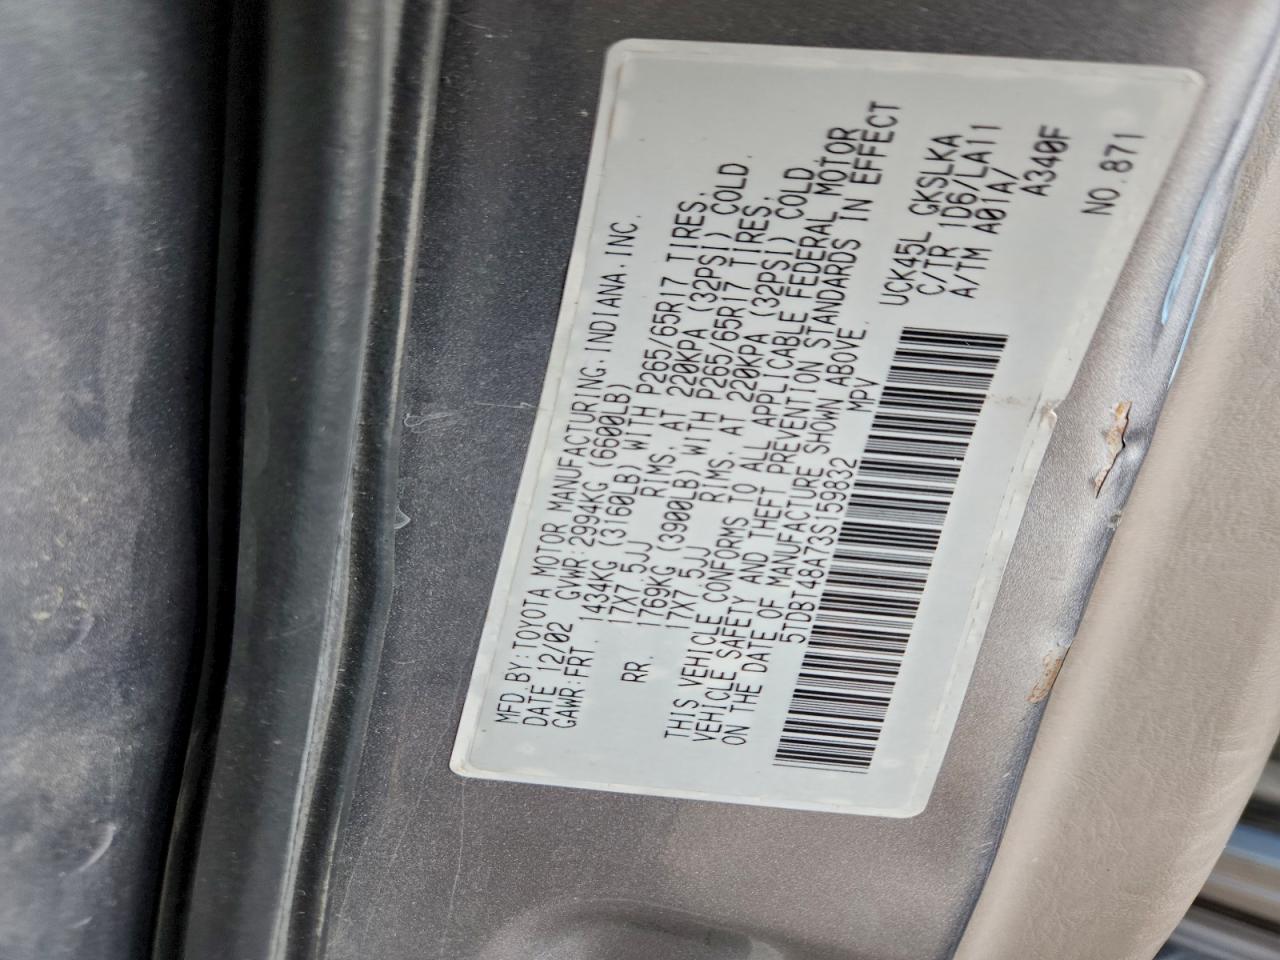 MFD.BY:TOYOTA MOTOR MANUFACTURING,INDIANA,INC.
DATE 12/02 GVWR:2994KG (6600LB)
GAWR:FRT 1434KG (3160LB) WITH P265/65R17 TIRES,
17X7.5JJ RIMS, AT 220KPA (32PSI) COLD.
RR. 1769KG (3900LB) WITH P265/65R17 TIRES,
17X7.5JJ RIMS, AT 220KPA (32PSI) COLD.
THIS VEHICLE CONFORMS TO ALL APPLICABLE FEDERAL MOTOR
VEHICLE SAFETY AND THEFT PREVENTION STANDARDS IN EFFECT
ON THE DATE OF MANUFACTURE SHOWN ABOVE.
5TDBT48A73S159832 MPV
UCK45L GKSLKA
C/TR 1D6/LA11
A/TM A01A/
A340F
NO.871